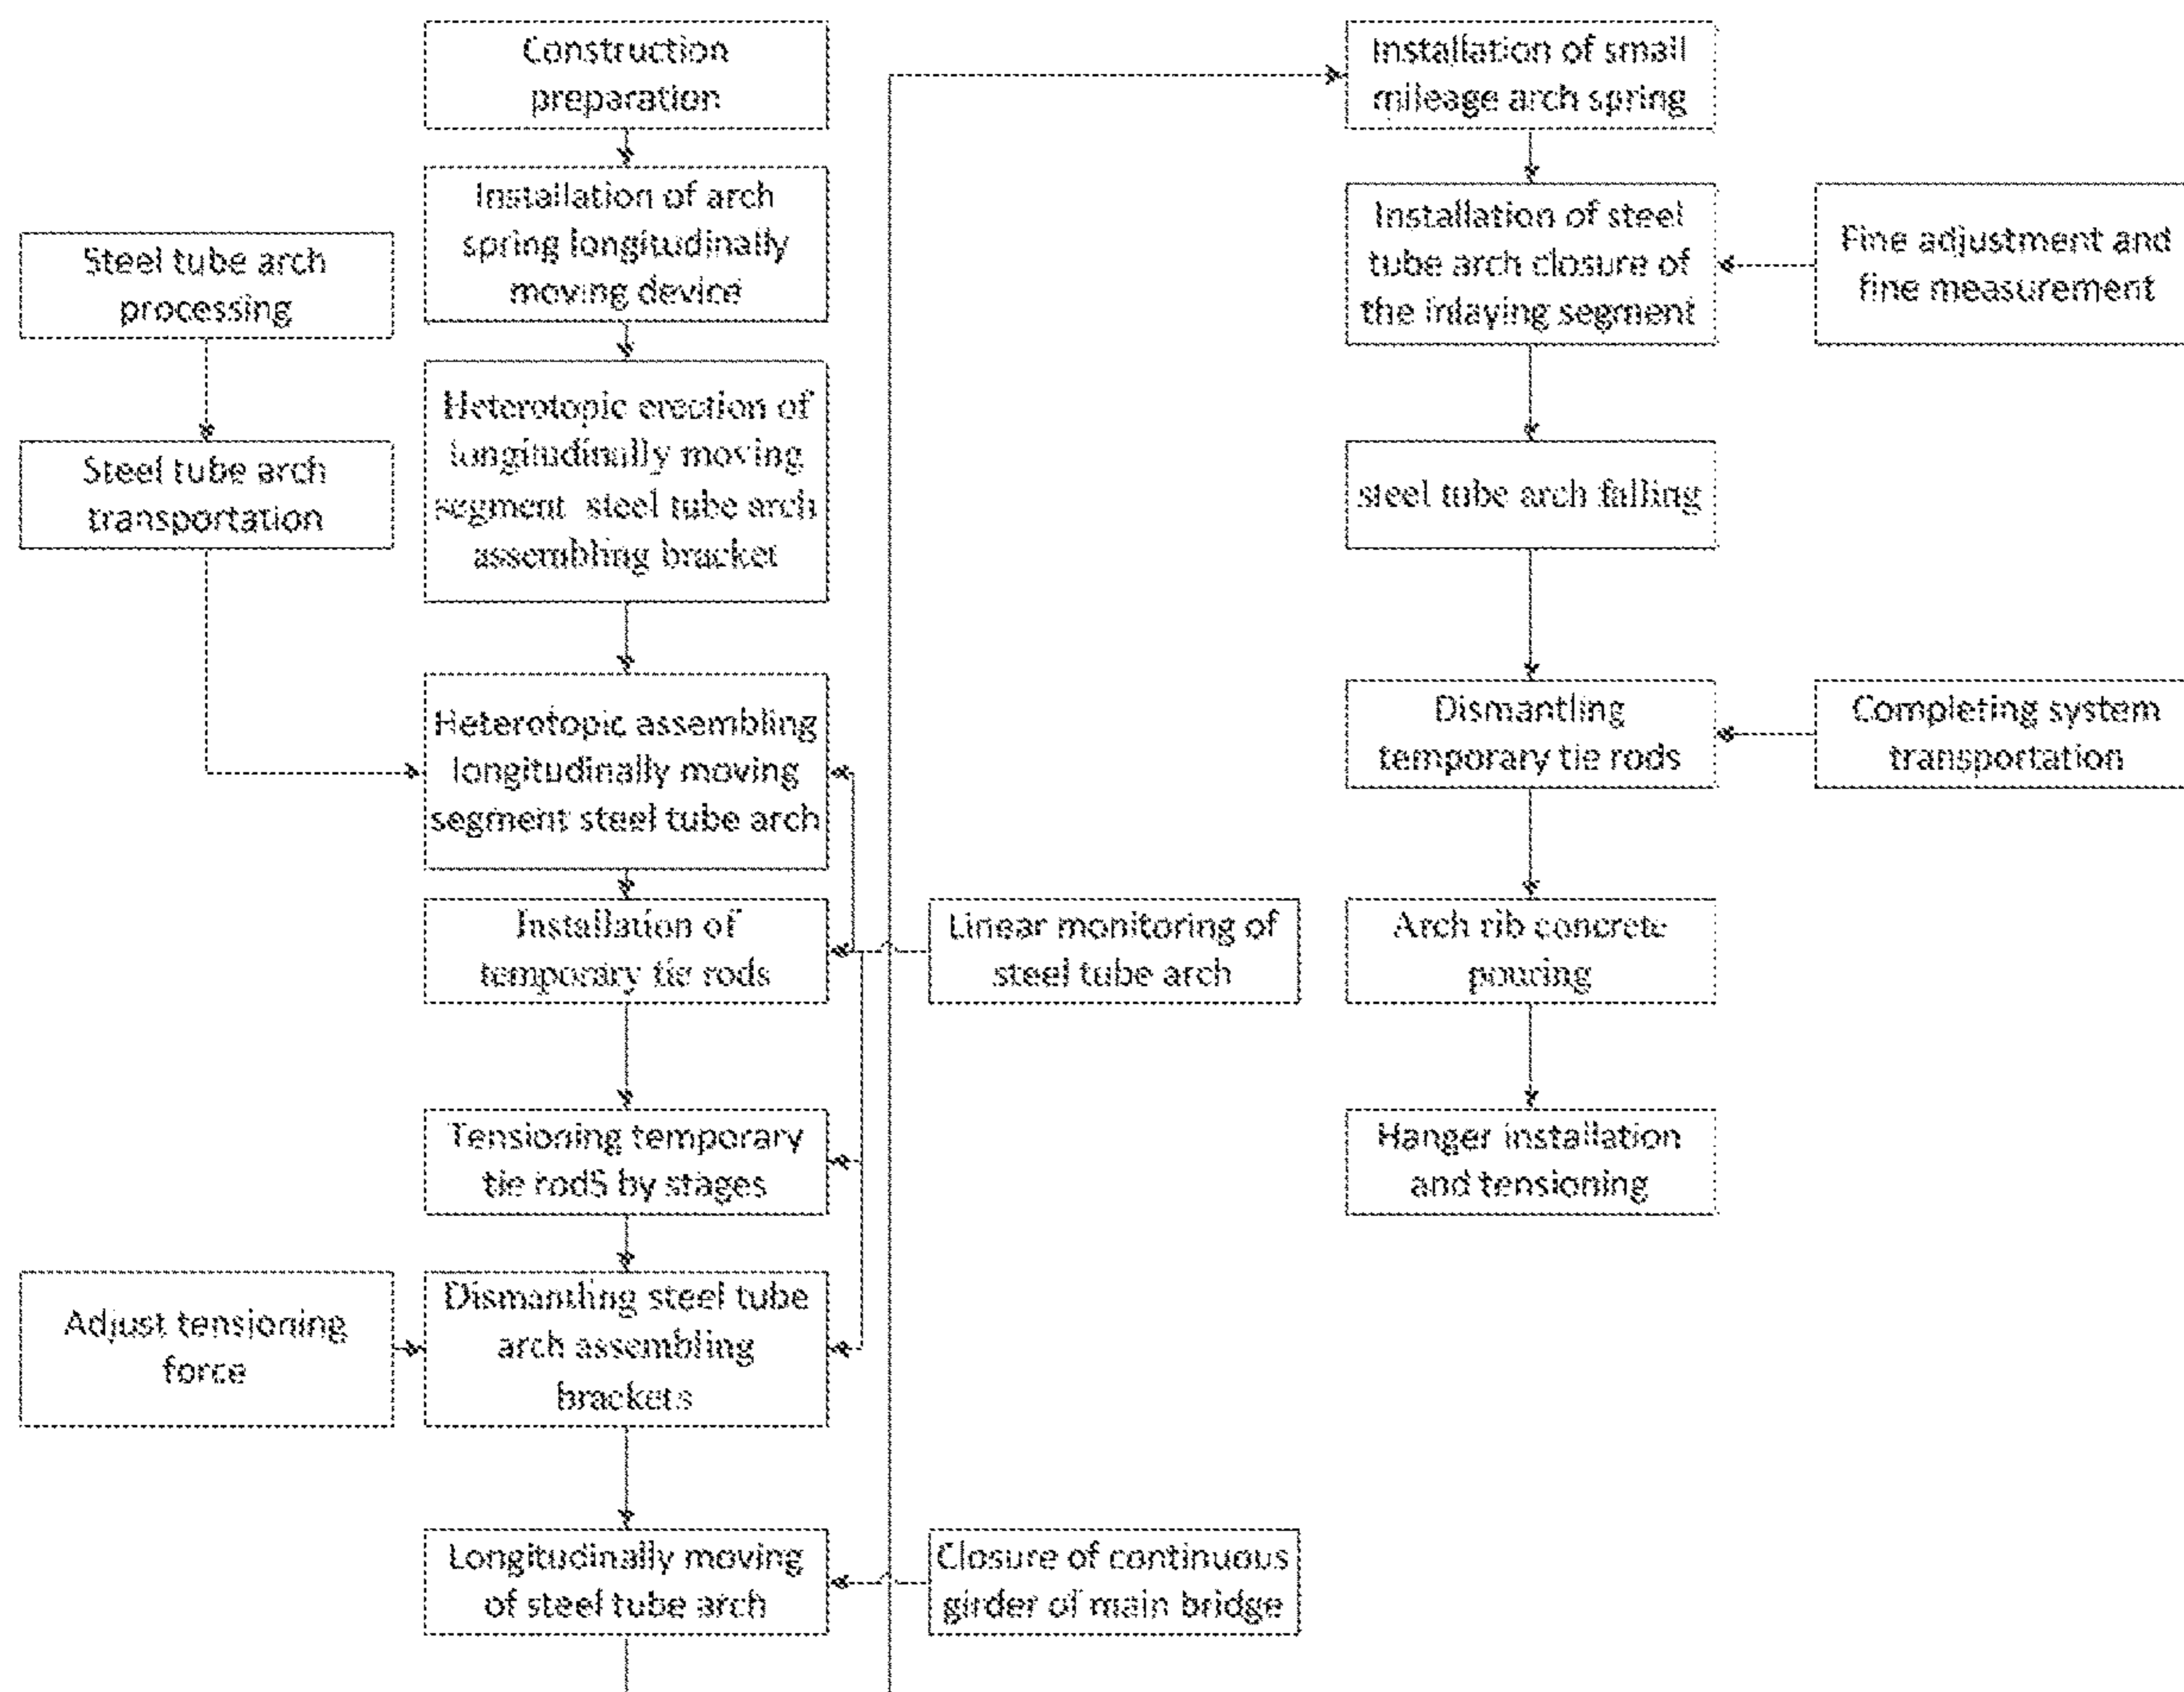 Construction
preparation
Installation of arch
spring longitudinally
moving device
Steel tube arch
processing
Heterotopic erection of
longitudinally moving
segment steel tube arch
assembling bracket
Steel tube arch
transportation
Heterotopic assembling
longitudinally moving
segment steel tube arch
Installation of
temporary tie rods
Linear monitoring of
steel tube arch
Tensioning temporary
tie rodS by stages
Adjust tensioning
force
Dismantling steel tube
arch assembling
brackets
Longitudinally moving
of steel tube arch
Closure of continuous
girder of main bridge
Installation of small
mileage arch spring
Installation of steel
tube arch closure of
the inlaying segment
Fine adjustment and
fine measurement
steel tube arch falling
Dismantling
temporary tie rods
Completing system
transportation
Arch rib concrete
pouring
Hanger installation
and tensioning